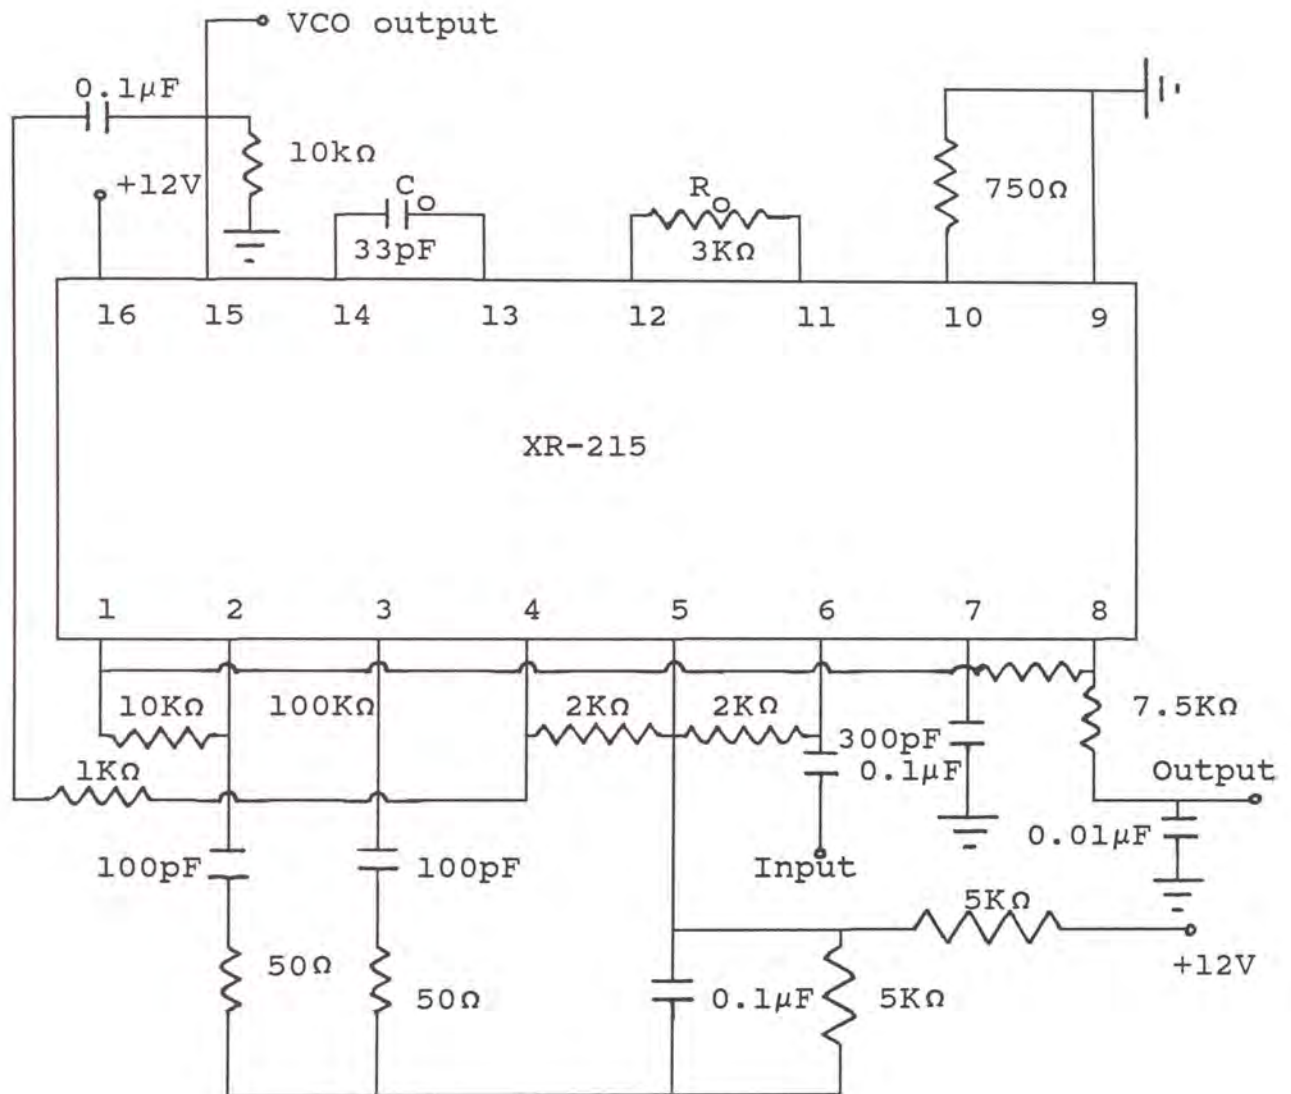 VCO output
0.1μF
10kΩ
+12V
C o
33pF
R o
3KΩ
750Ω
16 15 14 13 12 11 10 9
XR-215
1 2 3 4 5 6 7 8
10KΩ 100KΩ 2KΩ 2KΩ 7.5KΩ
300pF
0.1μF
1KΩ
Output
0.01μF
100pF 100pF Input
5KΩ
50Ω
+12V
50Ω 0.1μF 5KΩ